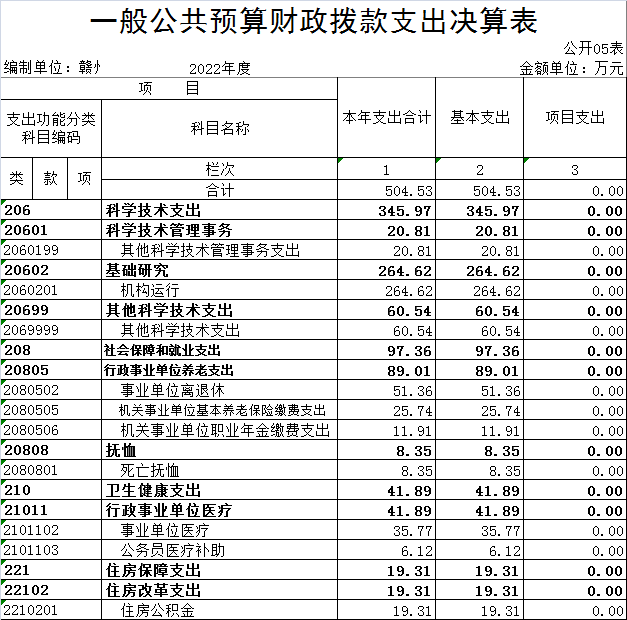 一般公共预算财政拨款支出决算表
公开05表
编制单位：赣州 2022年度 金额单位：万元
项 目 本年支出合计 基本支出 项目支出
支出功能分类科目编码 科目名称
类 款 项 栏次 1 2 3
合计 504.53 504.53 0.00
206 科学技术支出 345.97 345.97 0.00
20601 科学技术管理事务 20.81 20.81 0.00
2060199 其他科学技术管理事务支出 20.81 20.81 0.00
20602 基础研究 264.62 264.62 0.00
2060201 机构运行 264.62 264.62 0.00
20699 其他科学技术支出 60.54 60.54 0.00
2069999 其他科学技术支出 60.54 60.54 0.00
208 社会保障和就业支出 97.36 97.36 0.00
20805 行政事业单位养老支出 89.01 89.01 0.00
2080502 事业单位离退休 51.36 51.36 0.00
2080505 机关事业单位基本养老保险缴费支出 25.74 25.74 0.00
2080506 机关事业单位职业年金缴费支出 11.91 11.91 0.00
20808 抚恤 8.35 8.35 0.00
2080801 死亡抚恤 8.35 8.35 0.00
210 卫生健康支出 41.89 41.89 0.00
21011 行政事业单位医疗 41.89 41.89 0.00
2101102 事业单位医疗 35.77 35.77 0.00
2101103 公务员医疗补助 6.12 6.12 0.00
221 住房保障支出 19.31 19.31 0.00
22102 住房改革支出 19.31 19.31 0.00
2210201 住房公积金 19.31 19.31 0.00